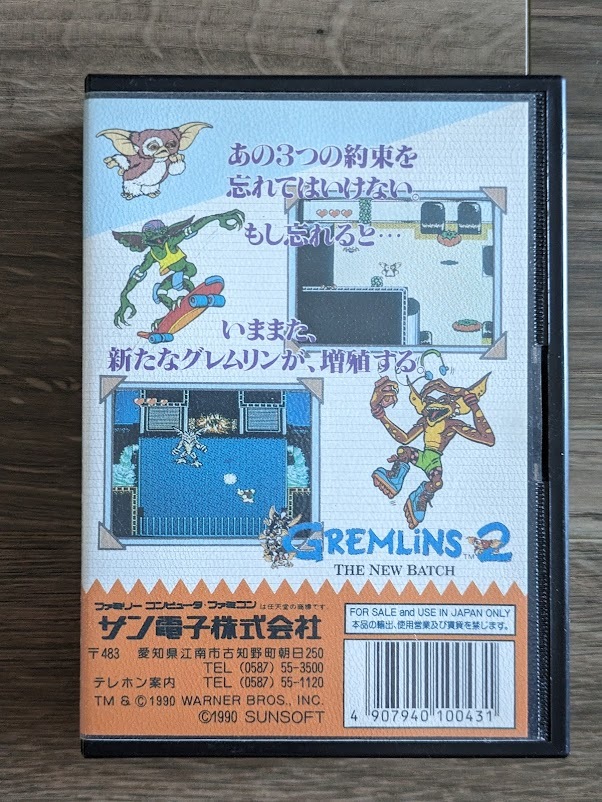 あの3つの約束を
忘れてはいけない。
もし忘れると…
いままた、
新たなグレムリンが、増殖する。
GREMLINS 2
TM
THE NEW BATCH
ファミリーコンピュータ・ファミコンは任天堂の商標です
サン電子株式会社
〒483 愛知県江南市古知野町朝日250
TEL (0587) 55-3500
テレホン案内 TEL (0587) 55-1120
TM & ©1990 WARNER BROS., INC.
©1990 SUNSOFT
FOR SALE and USE IN JAPAN ONLY
本品の輸出、使用営業及び賃貸を禁じます。
4 907940 100431